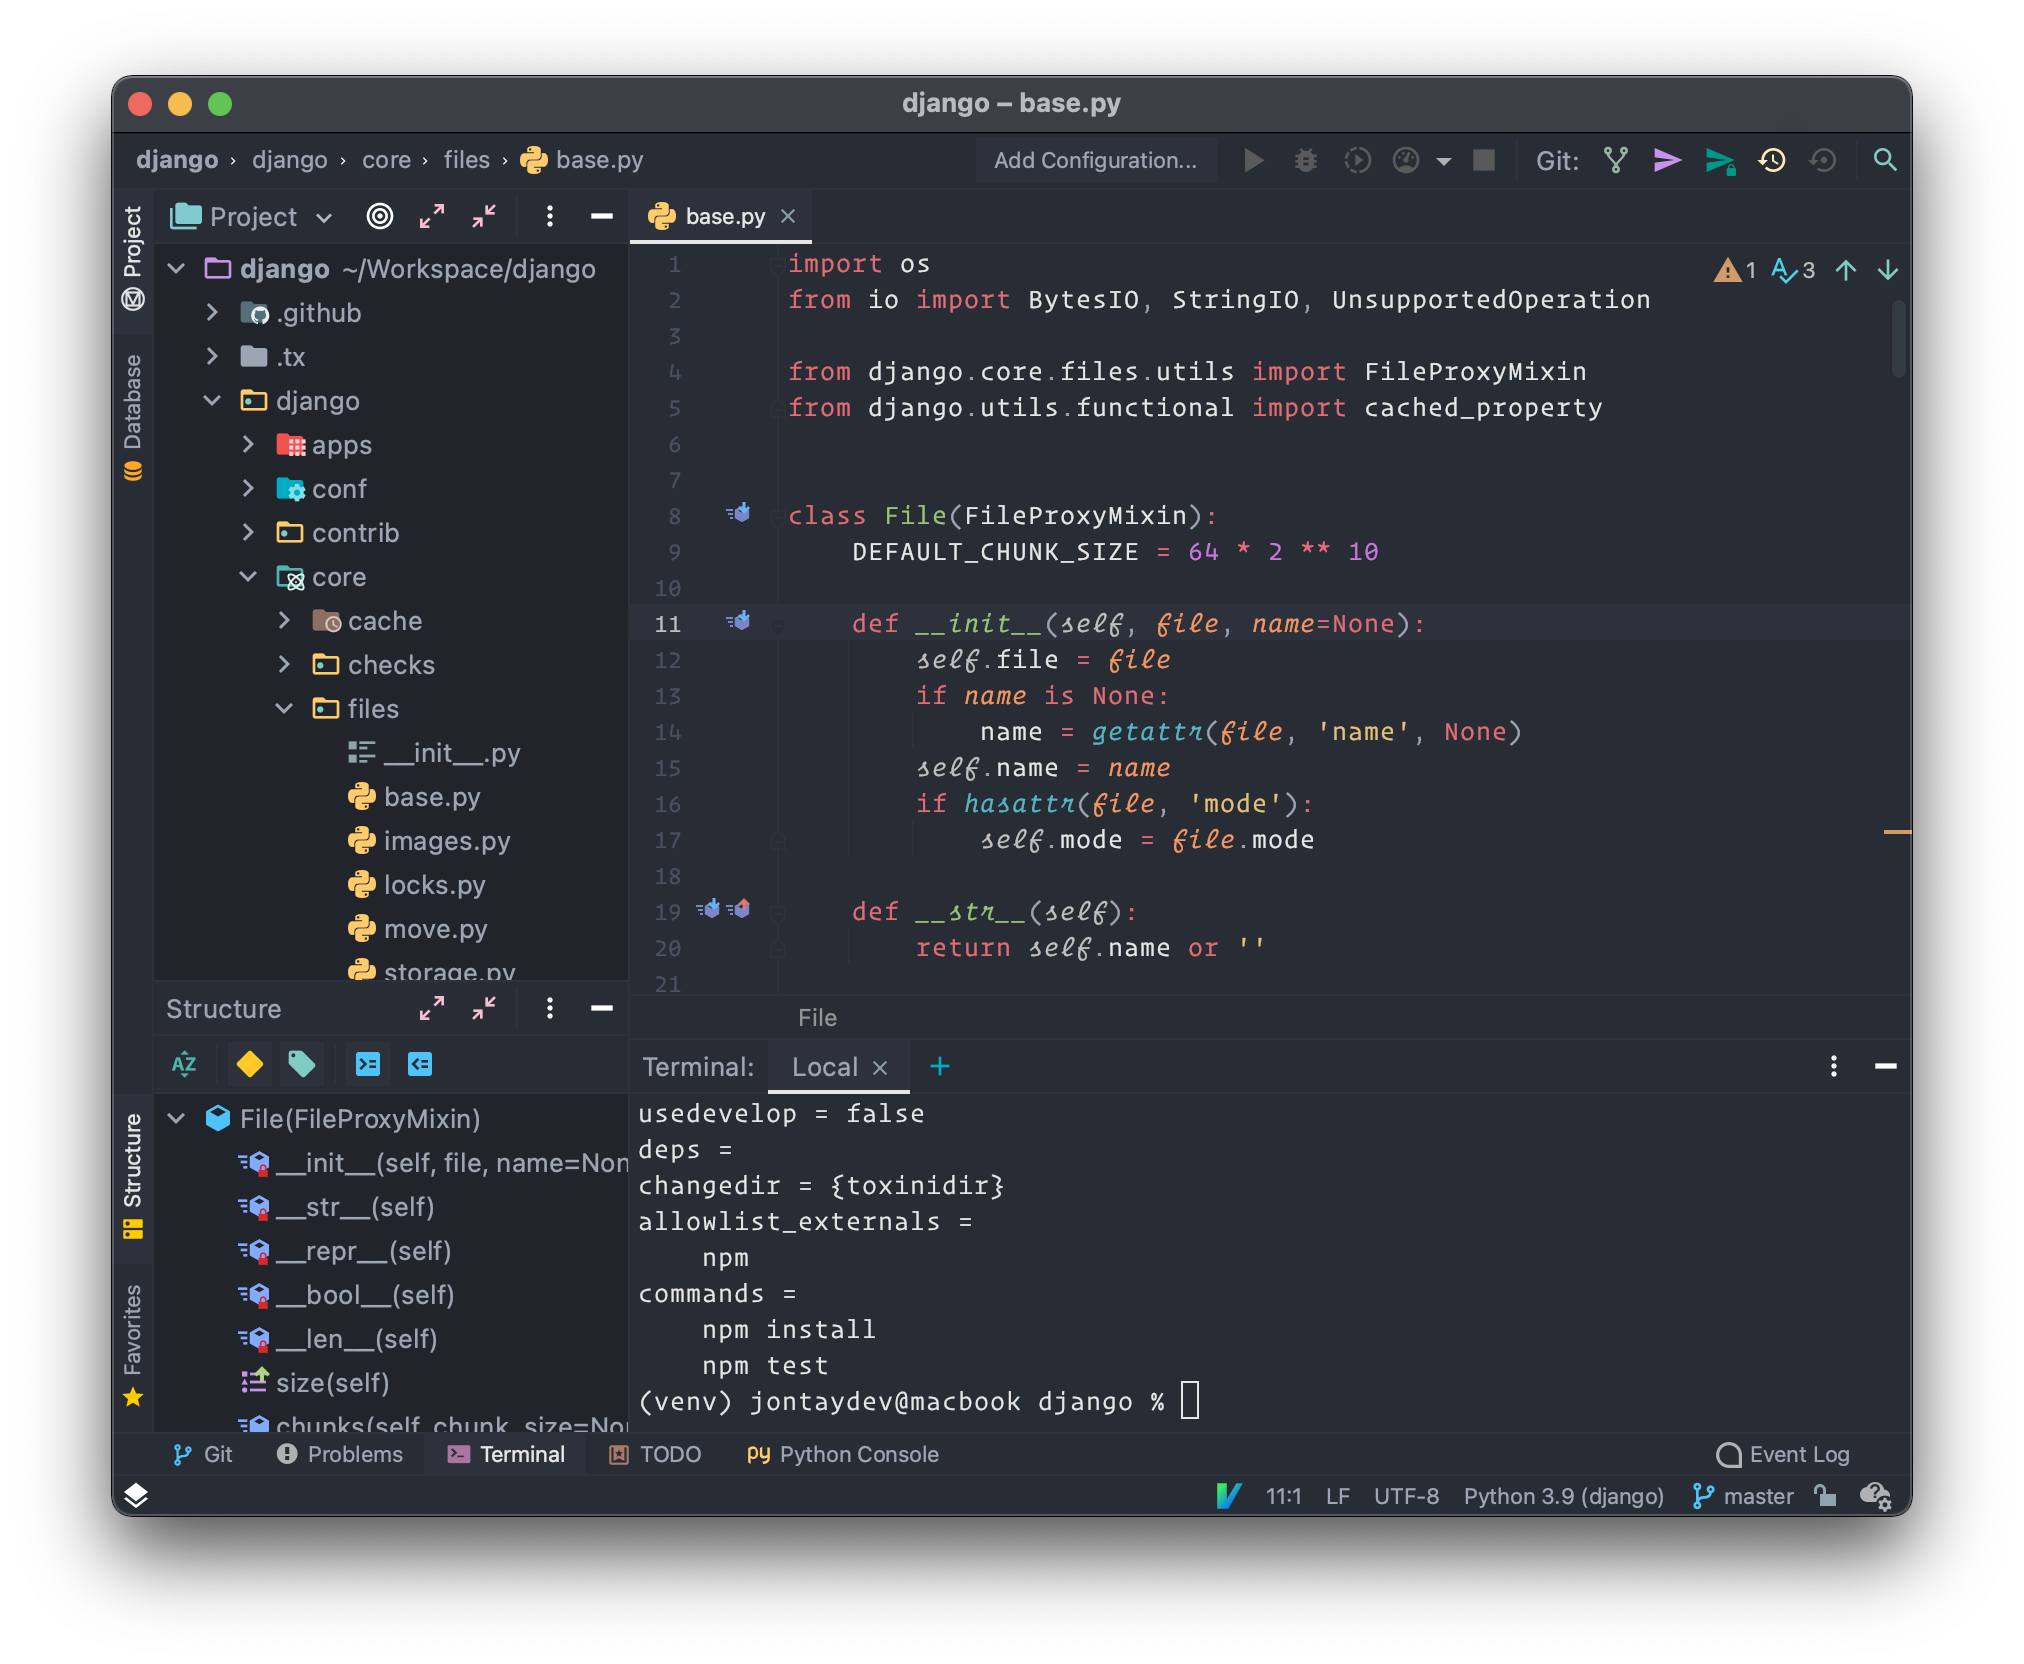 django – base.py
django › django › core › files › base.py
Add Configuration...
Git:
Project
Database
Structure
Favorites
Project
django ~/Workspace/django
.github
.tx
django
apps
conf
contrib
core
cache
checks
files
__init__.py
base.py
images.py
locks.py
move.py
storage.py
Structure
AZ
File(FileProxyMixin)
__init__(self, file, name=Non
__str__(self)
__repr__(self)
__bool__(self)
__len__(self)
size(self)
chunks(self, chunk_size=Non
base.py
1 3
1 import os
2 from io import BytesIO, StringIO, UnsupportedOperation
3
4 from django.core.files.utils import FileProxyMixin
5 from django.utils.functional import cached_property
6
7
8 class File(FileProxyMixin):
9     DEFAULT_CHUNK_SIZE = 64 * 2 ** 10
10
11     def __init__(self, file, name=None):
12         self.file = file
13         if name is None:
14             name = getattr(file, 'name', None)
15         self.name = name
16         if hasattr(file, 'mode'):
17             self.mode = file.mode
18
19     def __str__(self):
20         return self.name or ''
21
File
Terminal: Local
usedevelop = false
deps =
changedir = {toxinidir}
allowlist_externals =
    npm
commands =
    npm install
    npm test
(venv) jontaydev@macbook django %
Git Problems Terminal TODO Python Console Event Log
11:1 LF UTF-8 Python 3.9 (django) master